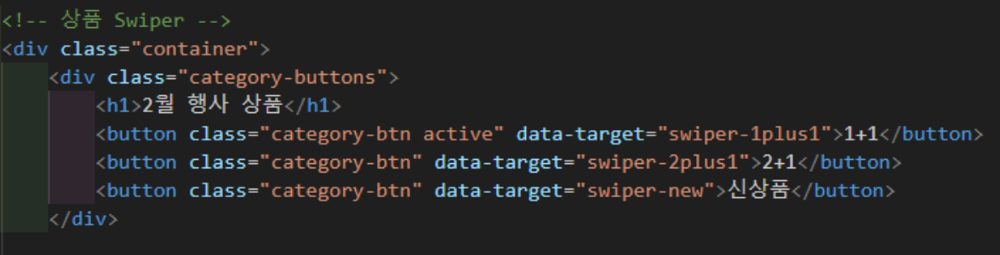 <!-- 상품 Swiper -->
<div class="container">
    <div class="category-buttons">
        <h1>2월 행사 상품</h1>
        <button class="category-btn active" data-target="swiper-1plus1">1+1</button>
        <button class="category-btn" data-target="swiper-2plus1">2+1</button>
        <button class="category-btn" data-target="swiper-new">신상품</button>
    </div>